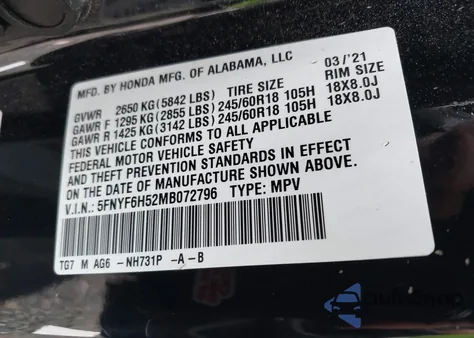 MFD. BY HONDA MFG. OF ALABAMA, LLC 03/'21
GVWR 2650 KG(5842 LBS) TIRE SIZE RIM SIZE
GAWR F 1295 KG(2855 LBS) 245/60R18 105H 18X8.0J
GAWR R 1425 KG(3142 LBS) 245/60R18 105H 18X8.0J
THIS VEHICLE CONFORMS TO ALL APPLICABLE
FEDERAL MOTOR VEHICLE SAFETY
AND THEFT PREVENTION STANDARDS IN EFFECT
ON THE DATE OF MANUFACTURE SHOWN ABOVE.
V.I.N.: 5FNYF6H52MB072796 TYPE: MPV
TG7 M AG6 -NH731P -A -B